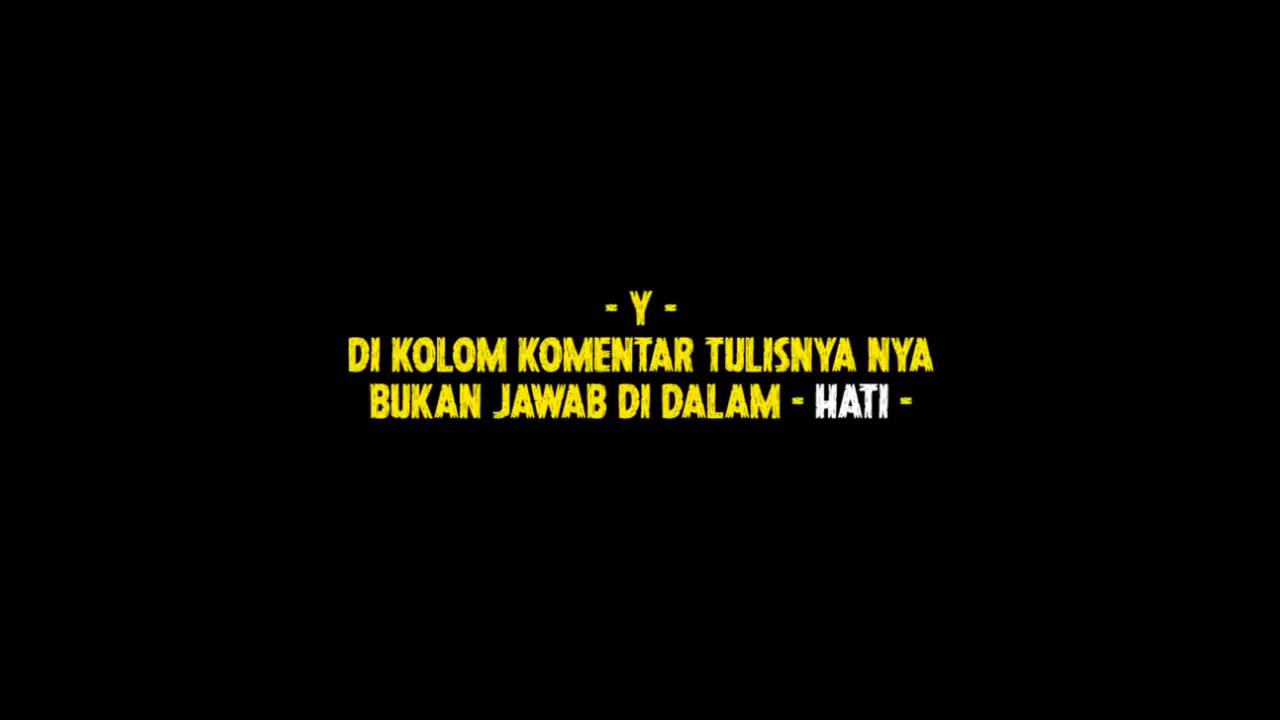 - Y -
DI KOLOM KOMENTAR TULISNYA NYA
BUKAN JAWAB DI DALAM - HATI -